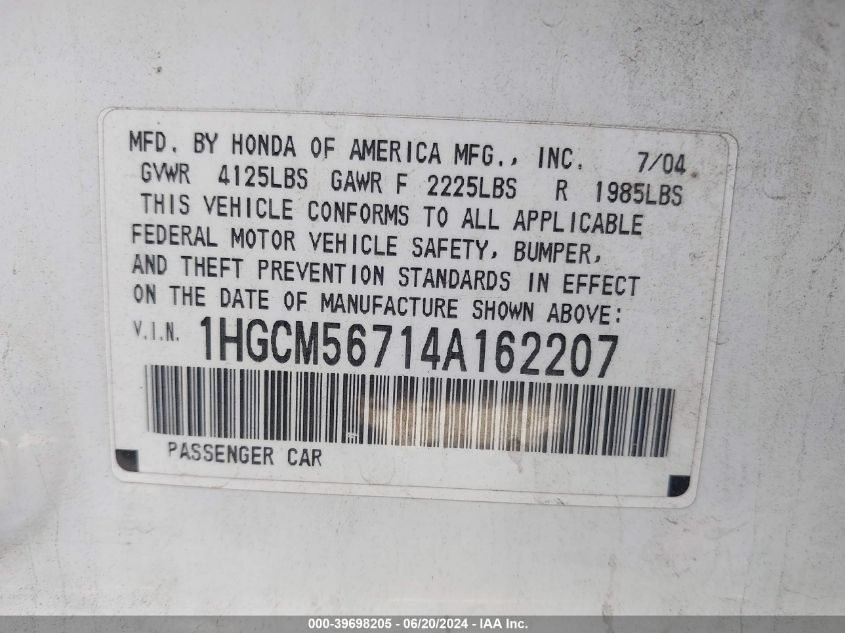 MFD. BY HONDA OF AMERICA MFG., INC. 7/04
GVWR 4125LBS GAWR F 2225LBS R 1985LBS
THIS VEHICLE CONFORMS TO ALL APPLICABLE
FEDERAL MOTOR VEHICLE SAFETY, BUMPER,
AND THEFT PREVENTION STANDARDS IN EFFECT
ON THE DATE OF MANUFACTURE SHOWN ABOVE:
V.I.N. 1HGCM56714A162207
PASSENGER CAR
000-39698205 - 06/20/2024 - IAA Inc.